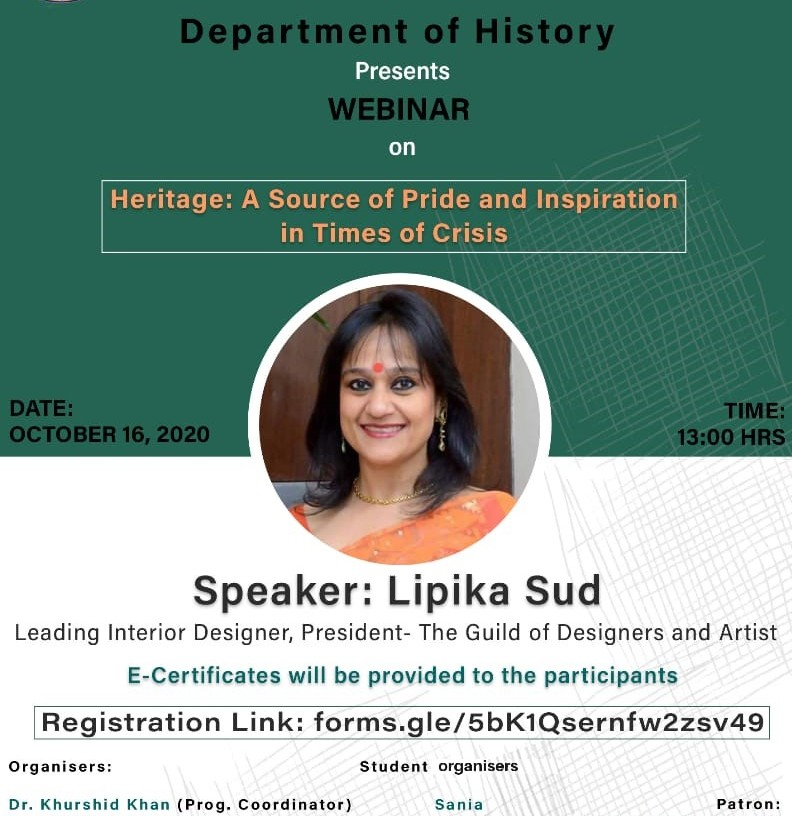 Department of History
Presents
WEBINAR
on
Heritage: A Source of Pride and Inspiration
in Times of Crisis
DATE:
OCTOBER 16, 2020
TIME:
13:00 HRS
Speaker: Lipika Sud
Leading Interior Designer, President- The Guild of Designers and Artist
E-Certificates will be provided to the participants
Registration Link: forms.gle/5bK1Qsernfw2zsv49
Organisers:
Student organisers
Dr. Khurshid Khan (Prog. Coordinator)
Sania
Patron: